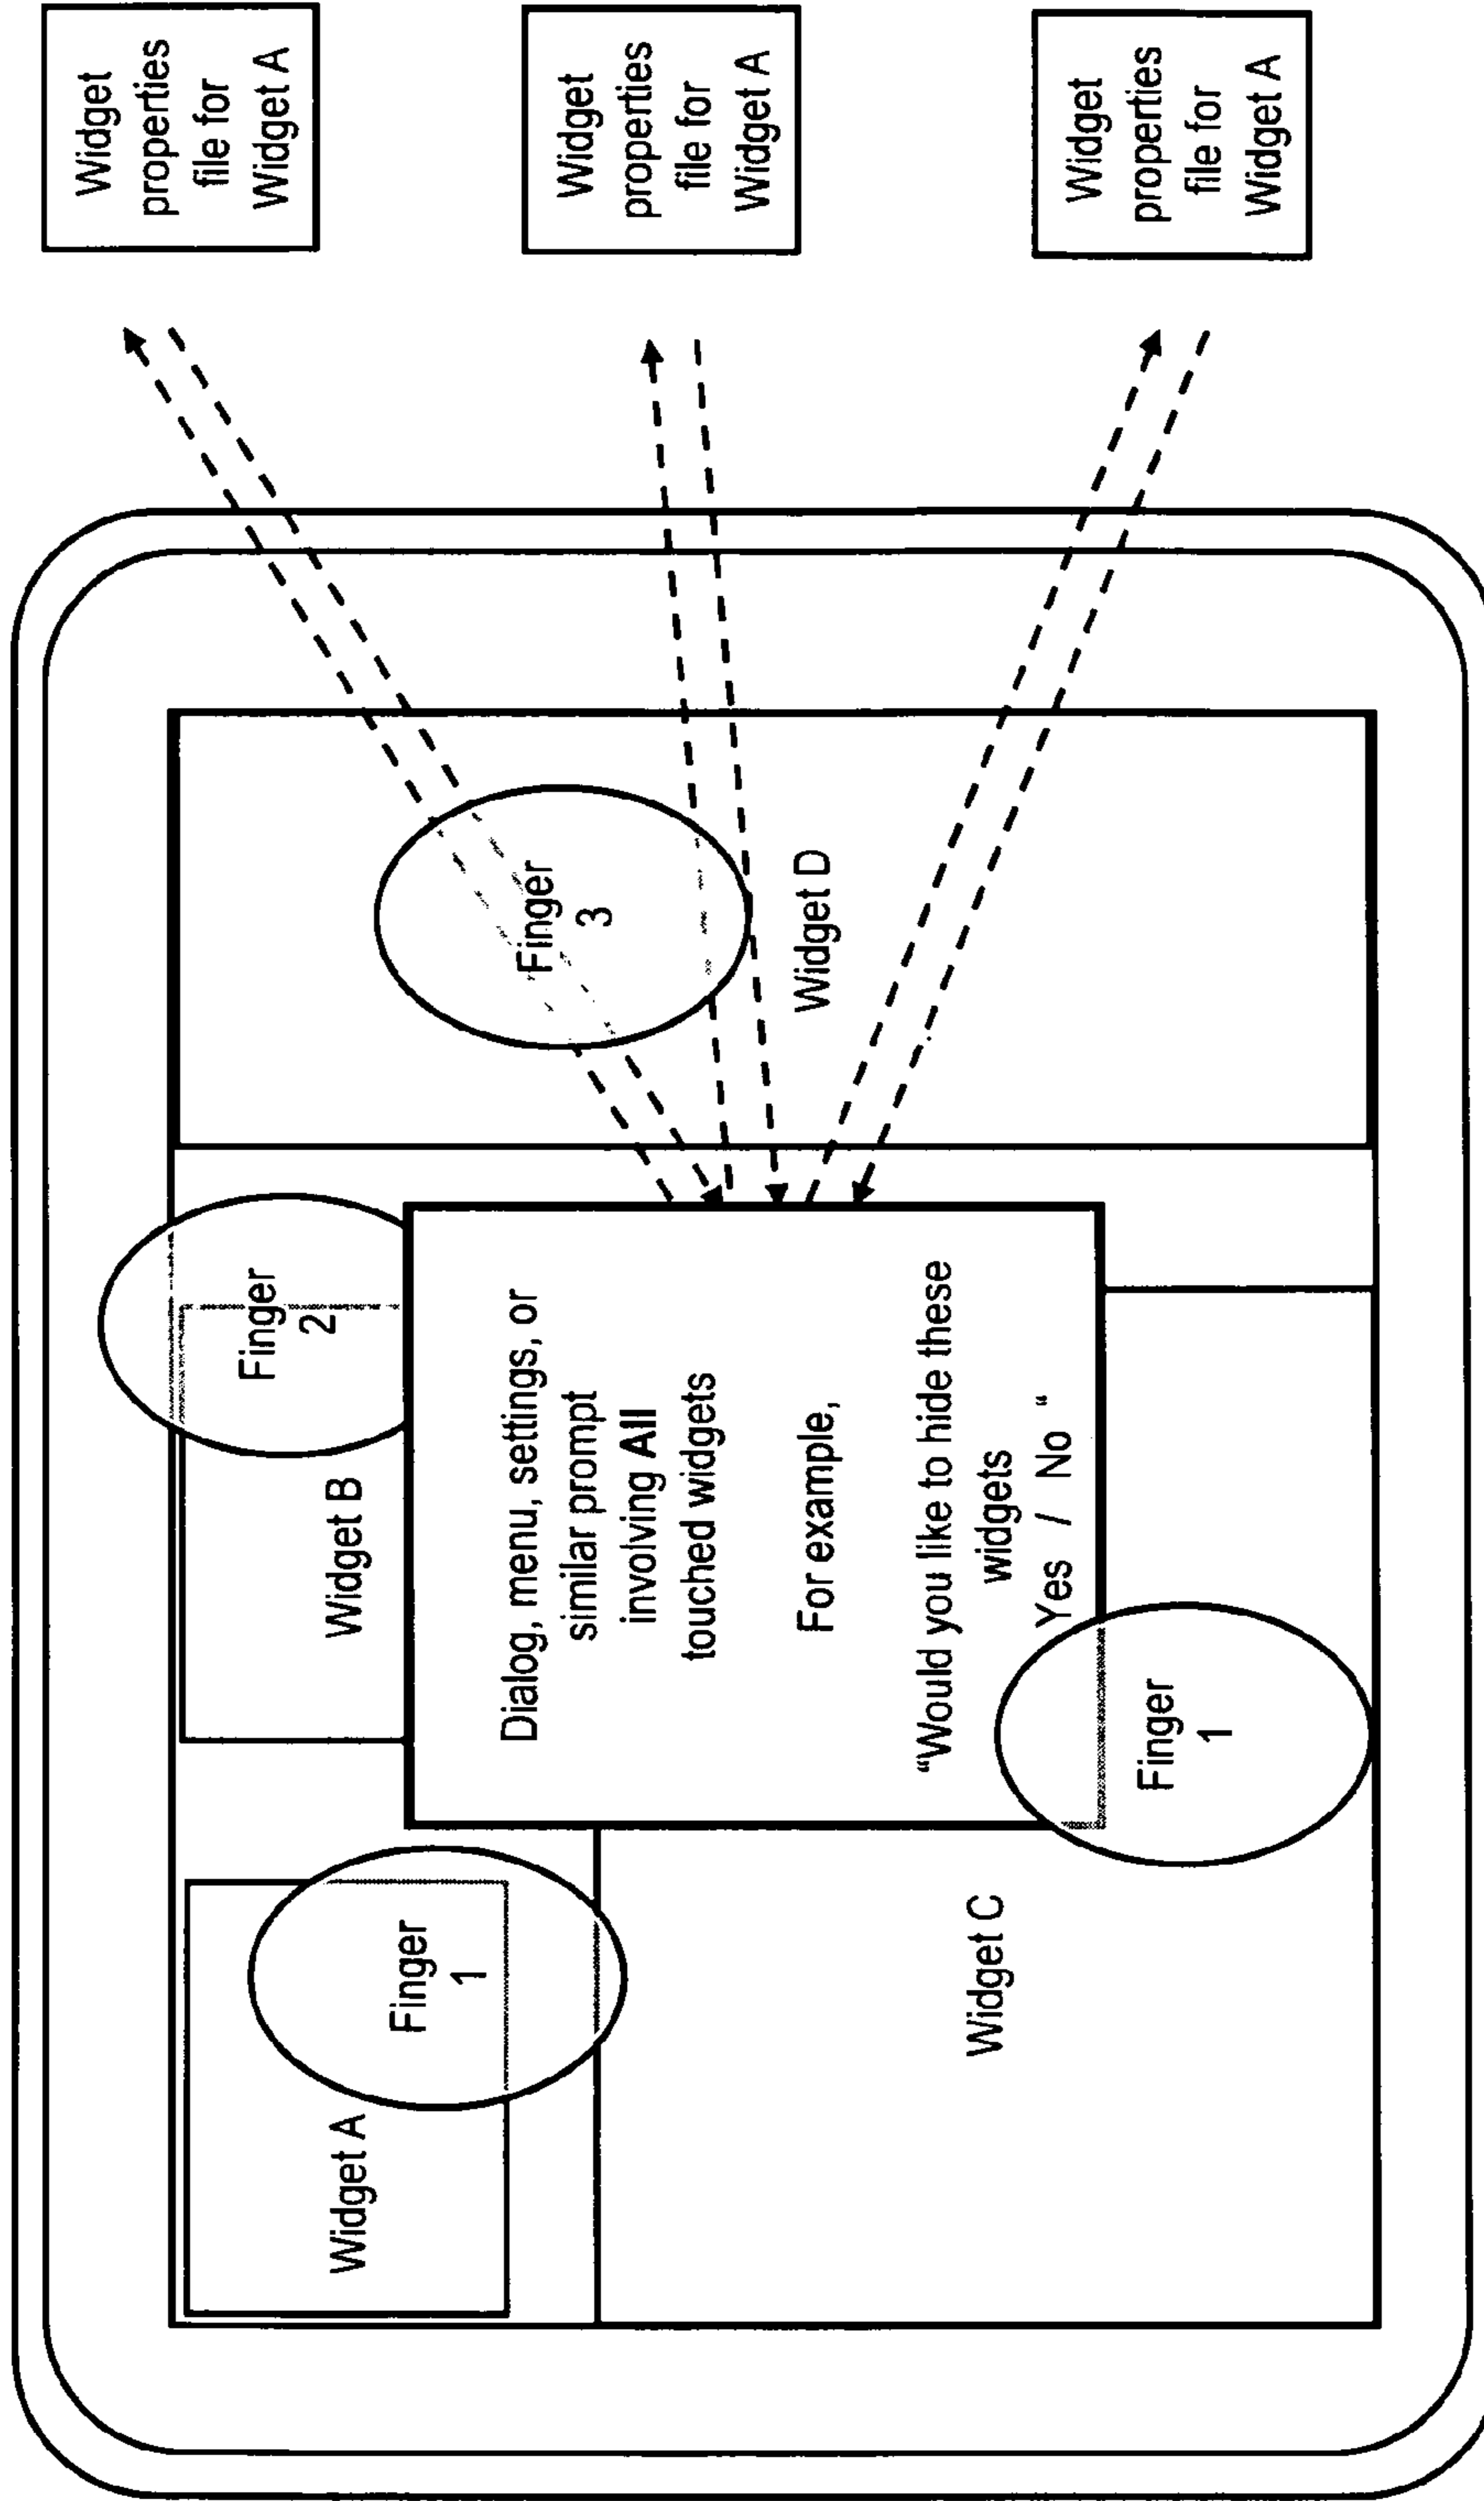 Widget
properties
file for
Widget A
Widget
properties
file for
Widget A
Widget
properties
file for
Widget A
Finger
3
Widget D
Finger
2
Widget B
Dialog, menu, settings, or
similar prompt
involving All
touched widgets
For example,
“Would you like to hide these
widgets
Yes / No “
Finger
1
Widget A
Finger
1
Widget C